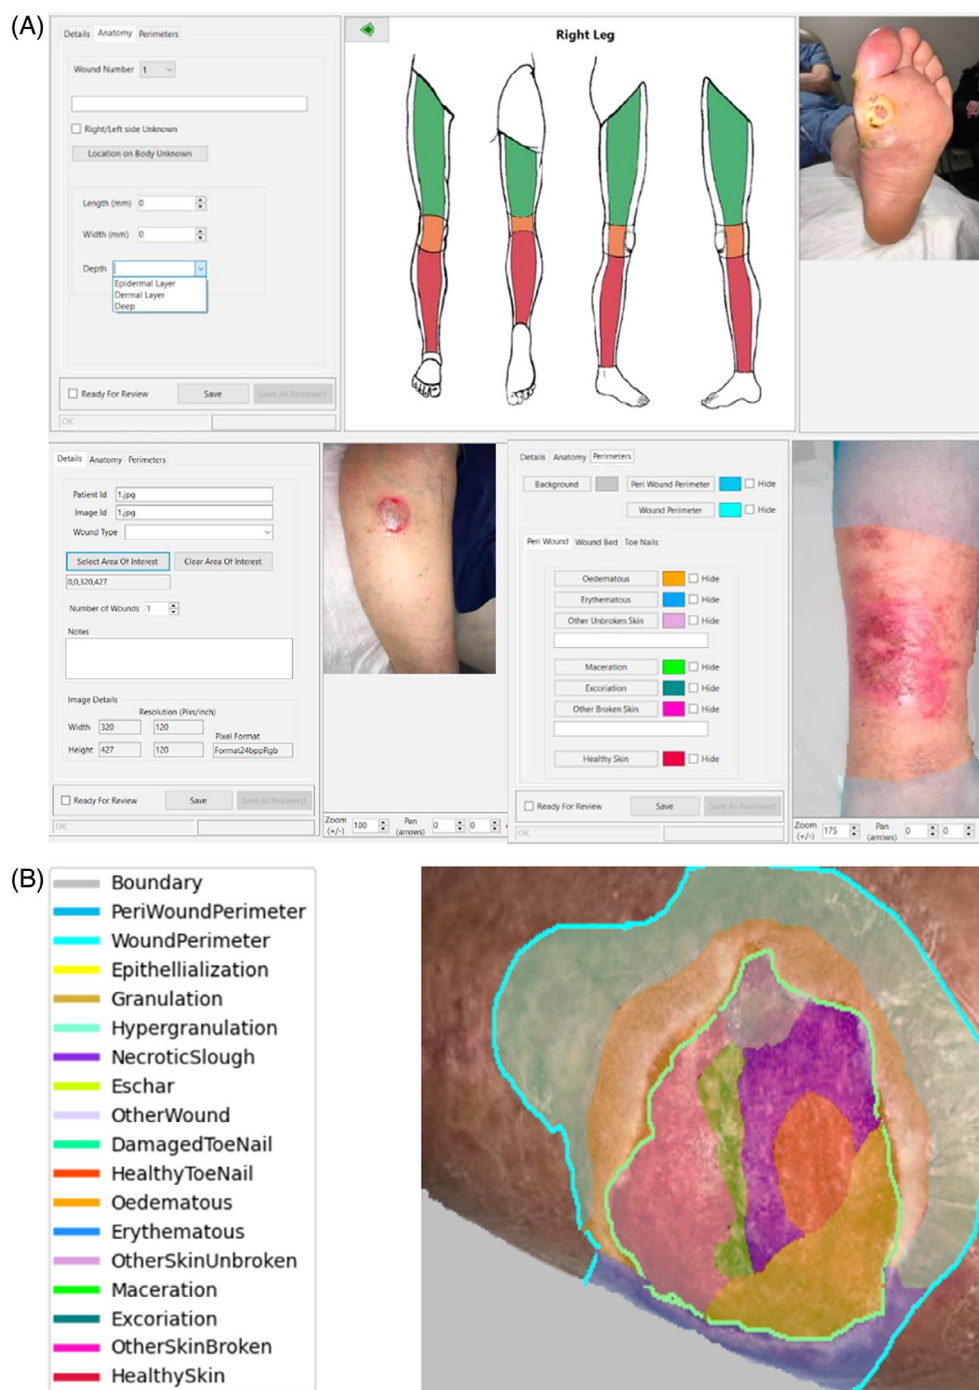 (A)
Details Anatomy Perimeters
Wound Number 1
Right/Left side Unknown
Location on Body Unknown
Length (mm) 0
Width (mm) 0
Depth
Epidermal Layer
Dermal Layer
Deep
Ready For Review Save Save As Reviewed
OK
Right Leg
Details Anatomy Perimeters
Patient Id 1.jpg
Image Id 1.jpg
Wound Type
Select Area Of Interest Clear Area Of Interest
0,0,320,427
Number of Wounds 1
Notes
Image Details
Resolution (Pixs/inch)
Width 320 120
Pixel Format
Height 427 120 Format24bppRgb
Ready For Review Save Save As Reviewed
OK
Zoom (+/-) 100 Pan (arrows) 0 0
Details Anatomy Perimeters
Background Peri Wound Perimeter Hide
Wound Perimeter Hide
Peri Wound Wound Bed Toe Nails
Oedematous Hide
Erythematous Hide
Other Unbroken Skin Hide
Maceration Hide
Excoriation Hide
Other Broken Skin Hide
Healthy Skin Hide
Ready For Review Save Save As Reviewed
OK
Zoom (+/-) 175 Pan (arrows) 0 0
(B)
Boundary
PeriWoundPerimeter
WoundPerimeter
Epithellialization
Granulation
Hypergranulation
NecroticSlough
Eschar
OtherWound
DamagedToeNail
HealthyToeNail
Oedematous
Erythematous
OtherSkinUnbroken
Maceration
Excoriation
OtherSkinBroken
HealthySkin